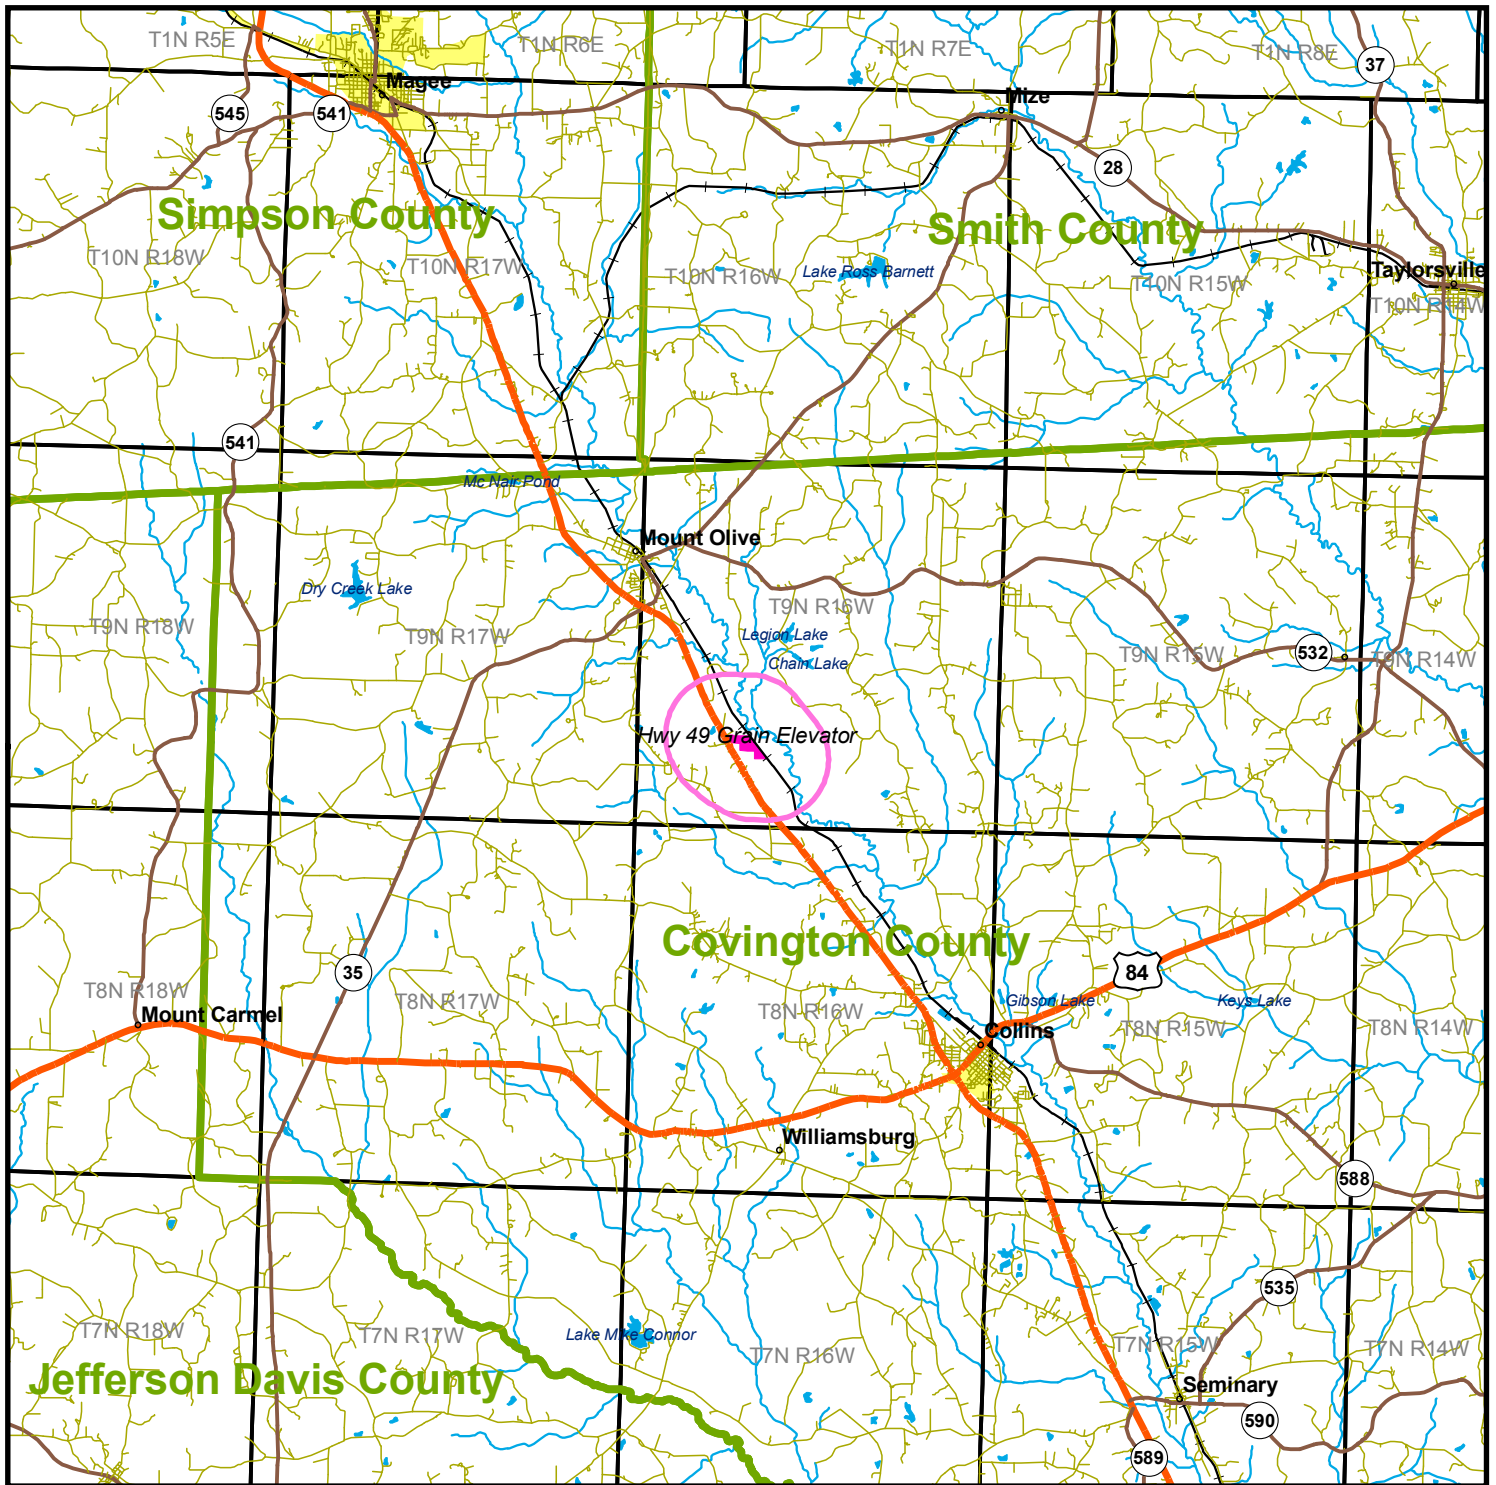 T1N R5E
T1N R6E
T1N R7E
T1N R8E
37
Magee
Mize
545
541
28
Simpson County
Smith County
T10N R18W
T10N R17W
T10N R16W
Lake Ross Barnett
T10N R15W
Taylorsville
T10N R14W
541
Mc Nair Pond
Mount Olive
Dry Creek Lake
T9N R16W
T9N R18W
T9N R17W
Legion Lake
Chain Lake
T9N R15W
532
T9N R14W
Hwy 49 Grain Elevator
Covington County
35
84
T8N R18W
T8N R17W
T8N R16W
Gibson Lake
Keys Lake
Mount Carmel
Collins
T8N R15W
T8N R14W
Williamsburg
588
535
T7N R18W
T7N R17W
Lake Mike Connor
T7N R16W
T7N R15W
T7N R14W
Jefferson Davis County
Seminary
590
589